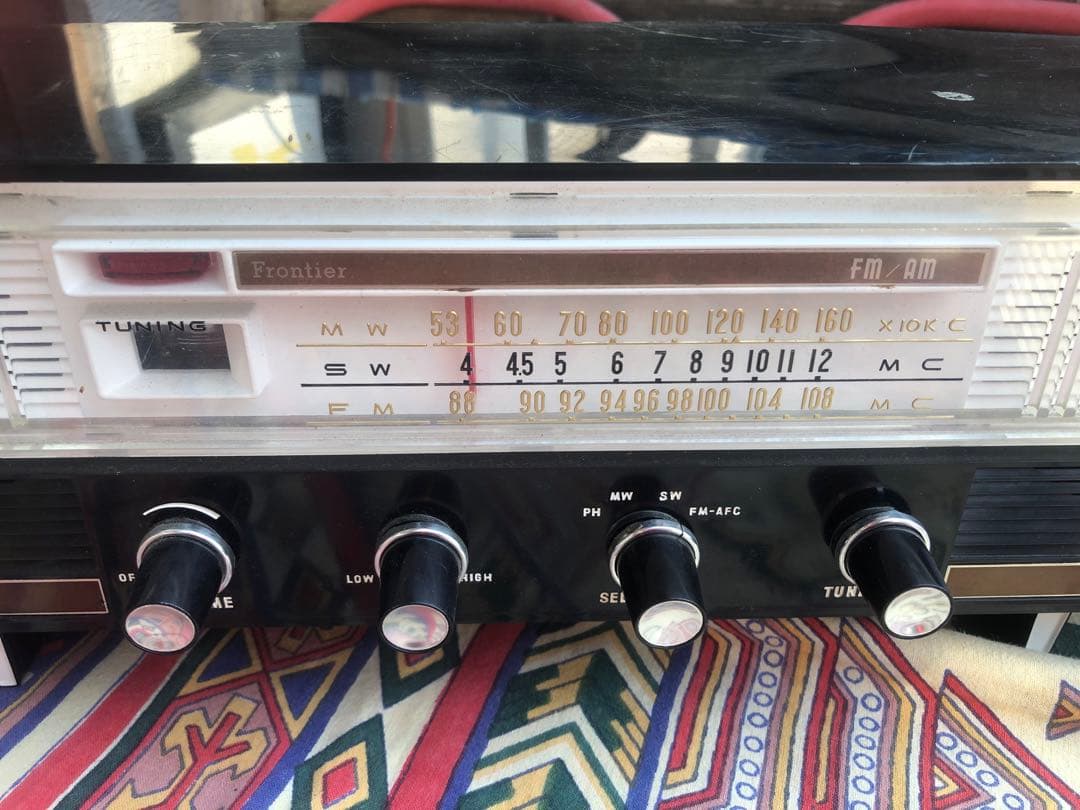 Frontier FM/AM
TUNING
MW 53 60 70 80 100 120 140 160 X10KC
SW 4 4.5 5 6 7 8 9 10 11 12 MC
FM 88 90 92 94 96 98 100 104 108 MC
MW SW
PH FM-AFC
LOW HIGH